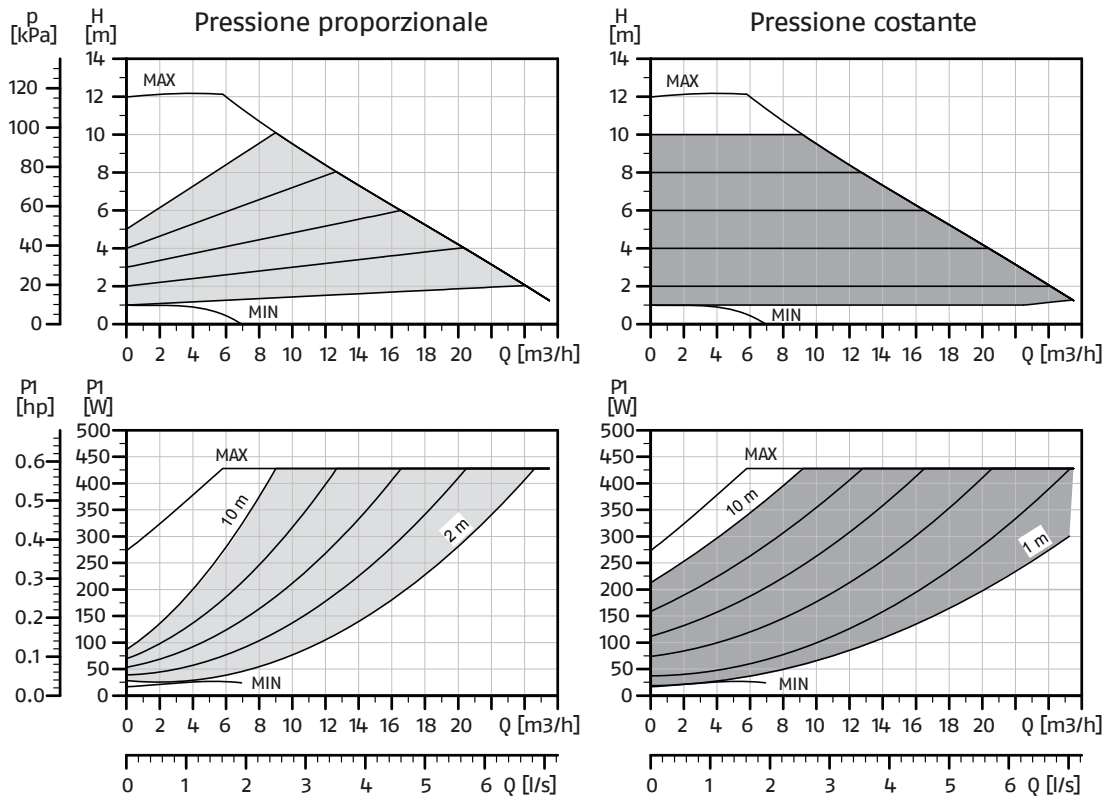 p
[kPa]
H
[m]
Pressione proporzionale
H
[m]
Pressione costante
120
100
80
60
40
20
0
14
12
10
8
6
4
2
0
MAX
MIN
0 2 4 6 8 10 12 14 16 18 20 Q [m3/h]
14
12
10
8
6
4
2
0
MAX
MIN
0 2 4 6 8 10 12 14 16 18 20 Q [m3/h]
P1
[hp]
P1
[W]
P1
[W]
0.6
0.5
0.4
0.3
0.2
0.1
0.0
500
450
400
350
300
250
200
150
100
50
0
MAX
10 m
2 m
MIN
0 2 4 6 8 10 12 14 16 18 20 Q [m3/h]
500
450
400
350
300
250
200
150
100
50
0
MAX
10 m
1 m
MIN
0 2 4 6 8 10 12 14 16 18 20 Q [m3/h]
0 1 2 3 4 5 6 Q [l/s]
0 1 2 3 4 5 6 Q [l/s]